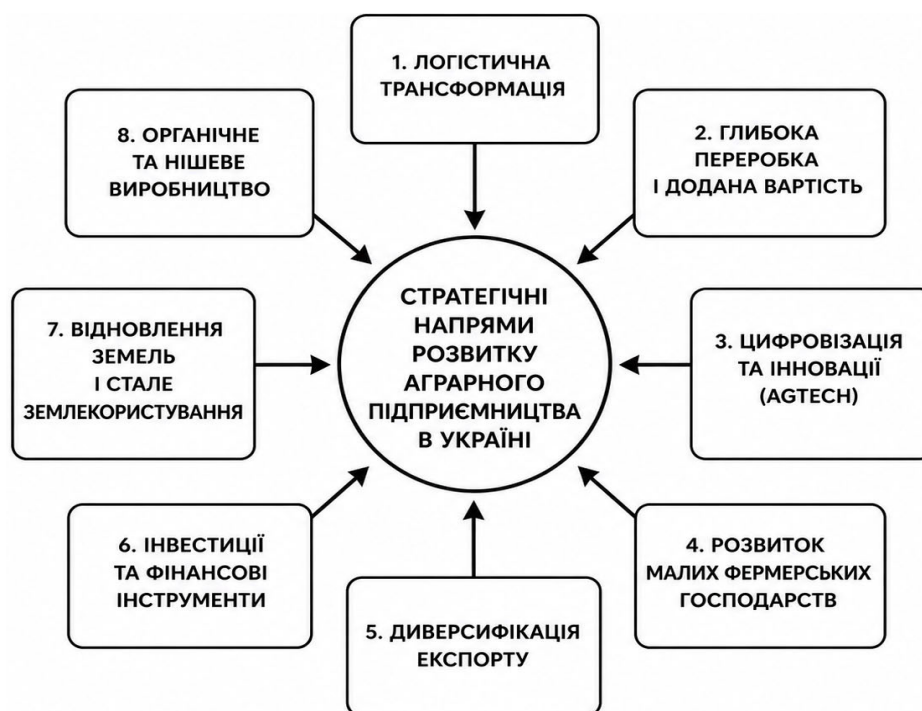 1. ЛОГІСТИЧНА
ТРАНСФОРМАЦІЯ
2. ГЛИБОКА
ПЕРЕРОБКА
І ДОДАНА ВАРТІСТЬ
3. ЦИФРОВІЗАЦІЯ
ТА ІННОВАЦІЇ
(AGTECH)
4. РОЗВИТОК
МАЛИХ ФЕРМЕРСЬКИХ
ГОСПОДАРСТВ
5. ДИВЕРСИФІКАЦІЯ
ЕКСПОРТУ
6. ІНВЕСТИЦІЇ
ТА ФІНАНСОВІ
ІНСТРУМЕНТИ
7. ВІДНОВЛЕННЯ
ЗЕМЕЛЬ
І СТАЛЕ
ЗЕМЛЕКОРИСТУВАННЯ
8. ОРГАНІЧНЕ
ТА НІШЕВЕ
ВИРОБНИЦТВО
СТРАТЕГІЧНІ
НАПРЯМИ
РОЗВИТКУ
АГРАРНОГО
ПІДПРИЄМНИЦТВА
В УКРАЇНІ